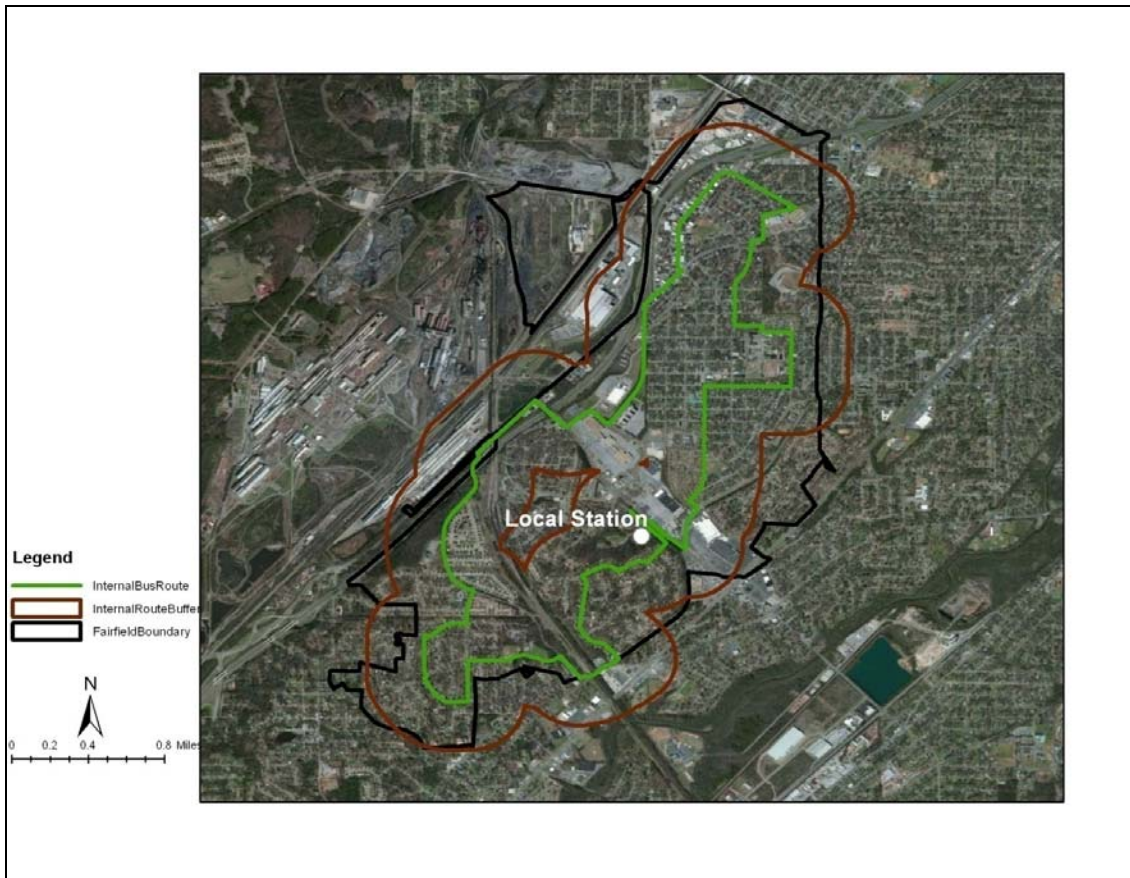 Local Station
Legend
InternalBusRoute
InternalRouteBuffer
FairfieldBoundary
N
0 0.2 0.4 0.8 Miles